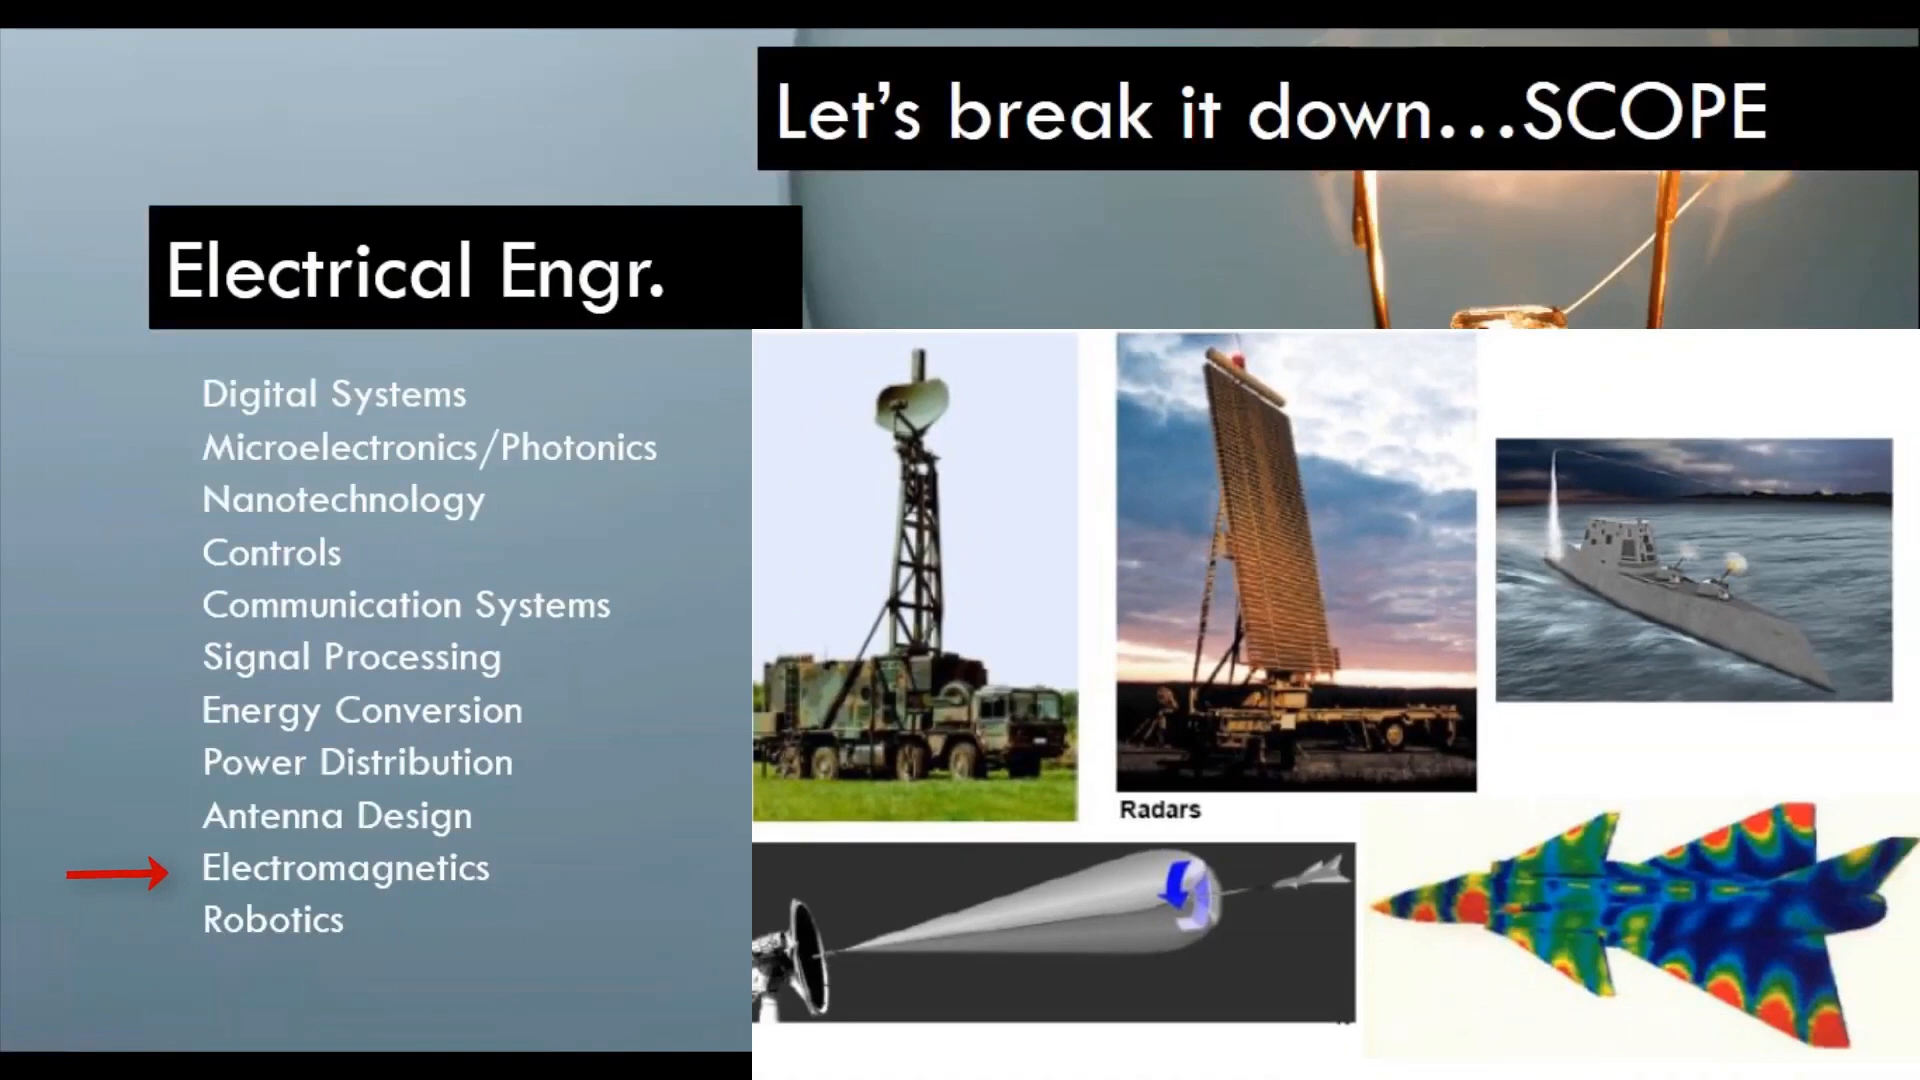 Let's break it down...SCOPE
Electrical Engr.
Digital Systems
Microelectronics/Photonics
Nanotechnology
Controls
Communication Systems
Signal Processing
Energy Conversion
Power Distribution
Antenna Design
Electromagnetics
Robotics
Radars